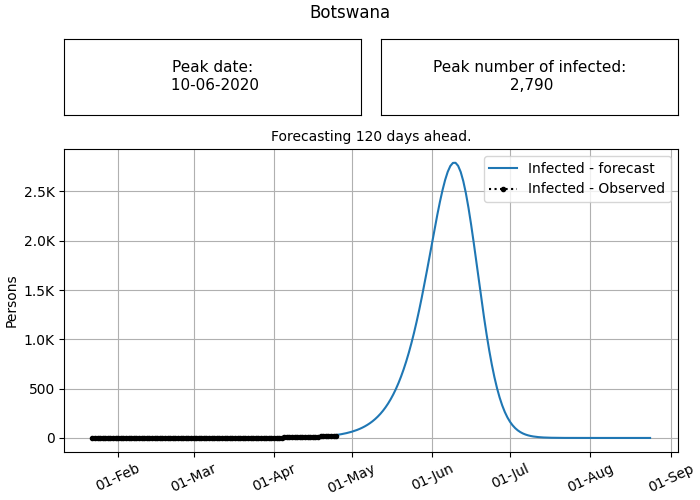 Botswana
Peak date:
10-06-2020
Peak number of infected:
2,790
Forecasting 120 days ahead.
Infected - forecast
Infected - Observed
Persons
2.5K
2.0K
1.5K
1.0K
500
0
01-Feb
01-Mar
01-Apr
01-May
01-Jun
01-Jul
01-Aug
01-Sep